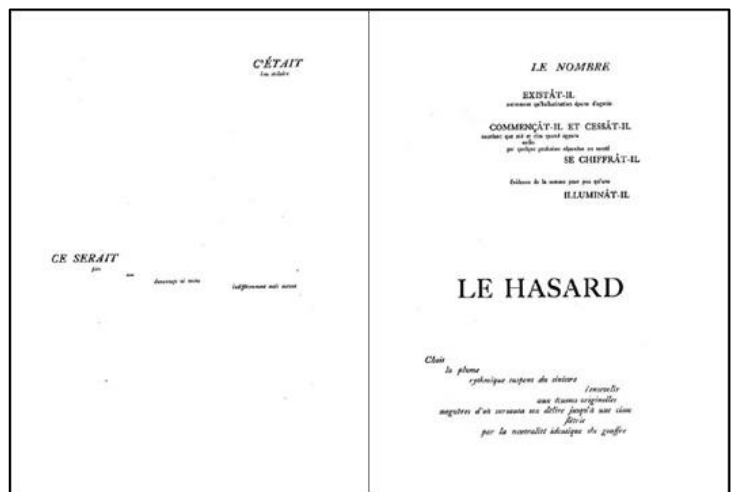 C'ÉTAIT
issu stellaire
CE SERAIT
pire
non
davantage ni moins
indifféremment mais autant
LE NOMBRE
EXISTÂT-IL
autrement qu'hallucination éparse d'agonie
COMMENÇÂT-IL ET CESSÂT-IL
sourdant que nié et clos quand apparu
enfin
par quelque profusion répandue en rareté
SE CHIFFRÂT-IL
évidence de la somme pour peu qu'une
ILLUMINÂT-IL
LE HASARD
Choit
la plume
rythmique suspens du sinistre
s'ensevelir
aux écumes originelles
naguères d'où sursauta son délire jusqu'à une cime
flétrie
par la neutralité identique du gouffre